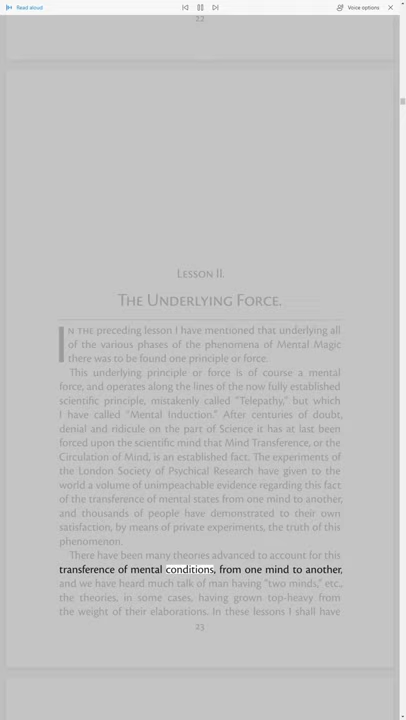 Read aloud
Voice options
22
Lesson II.
The Underlying Force.
In the preceding lesson I have mentioned that underlying all
of the various phases of the phenomena of Mental Magic
there was to be found one principle or force.
This underlying principle or force is of course a mental
force, and operates along the lines of the now fully established
scientific principle, mistakenly called “Telepathy,” but which
I have called “Mental Induction.” After centuries of doubt,
denial and ridicule on the part of Science it has at last been
forced upon the scientific mind that Mind Transference, or the
Circulation of Mind, is an established fact. The experiments of
the London Society of Psychical Research have given to the
world a volume of unimpeachable evidence regarding this fact
of the transference of mental states from one mind to another,
and thousands of people have demonstrated to their own
satisfaction, by means of private experiments, the truth of this
phenomenon.
There have been many theories advanced to account for this
transference of mental conditions, from one mind to another,
and we have heard much talk of man having “two minds,” etc.,
the theories, in some cases, having grown top-heavy from
the weight of their elaborations. In these lessons I shall have
23